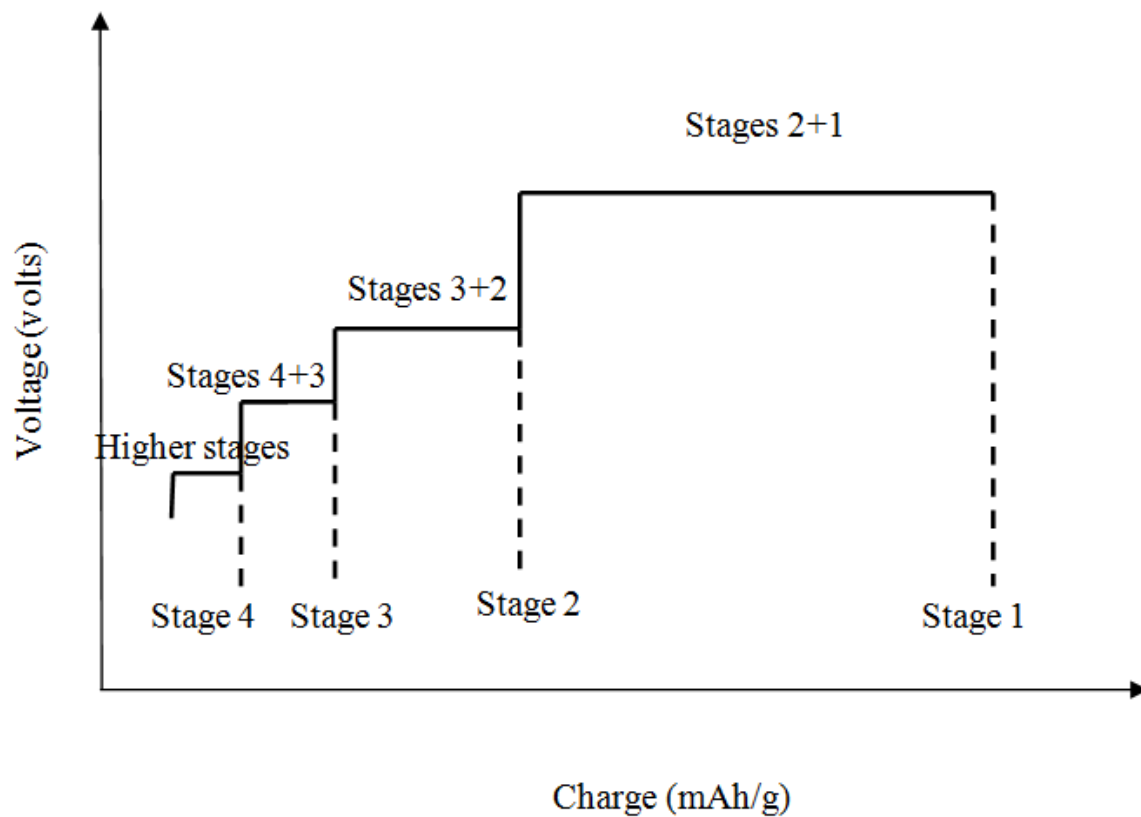 Stages 2+1
Stages 3+2
Stages 4+3
Higher stages
Voltage (volts)
Stage 4
Stage 3
Stage 2
Stage 1
Charge (mAh/g)